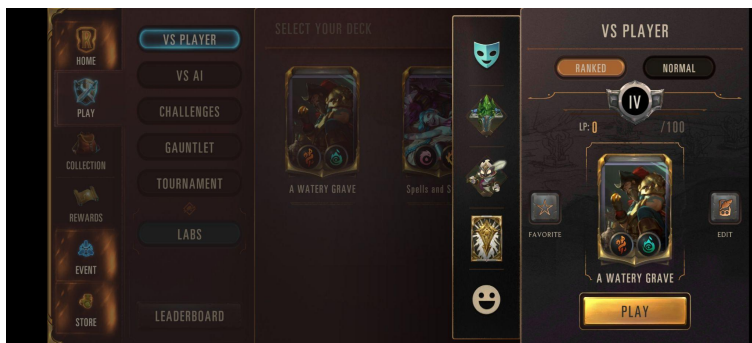 HOME
PLAY
COLLECTION
REWARDS
EVENT
STORE
VS PLAYER
VS AI
CHALLENGES
GAUNTLET
TOURNAMENT
LABS
LEADERBOARD
SELECT YOUR DECK
A WATERY GRAVE
Spells and S
VS PLAYER
RANKED NORMAL
IV
LP: 0 /100
FAVORITE
EDIT
A WATERY GRAVE
PLAY